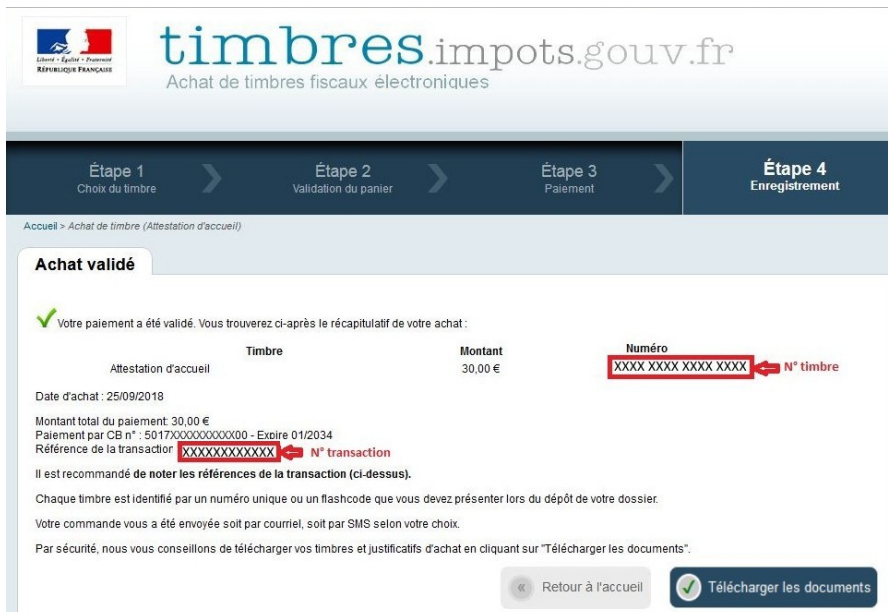 Liberté • Égalité • Fraternité
RÉPUBLIQUE FRANÇAISE
timbres.impots.gouv.fr
Achat de timbres fiscaux électroniques
Étape 1
Choix du timbre
Étape 2
Validation du panier
Étape 3
Paiement
Étape 4
Enregistrement
Accueil > Achat de timbre (Attestation d'accueil)
Achat validé
Votre paiement a été validé. Vous trouverez ci-après le récapitulatif de votre achat :
Timbre Montant Numéro
Attestation d'accueil 30,00 € XXXX XXXX XXXX XXXX N° timbre
Date d'achat : 25/09/2018
Montant total du paiement: 30,00 €
Paiement par CB n° : 5017XXXXXXXXXX00 - Expire 01/2034
Référence de la transaction XXXXXXXXXXXX N° transaction
Il est recommandé de noter les références de la transaction (ci-dessus).
Chaque timbre est identifié par un numéro unique ou un flashcode que vous devez présenter lors du dépôt de votre dossier.
Votre commande vous a été envoyée soit par courriel, soit par SMS selon votre choix.
Par sécurité, nous vous conseillons de télécharger vos timbres et justificatifs d'achat en cliquant sur "Télécharger les documents".
« Retour à l'accueil
Télécharger les documents